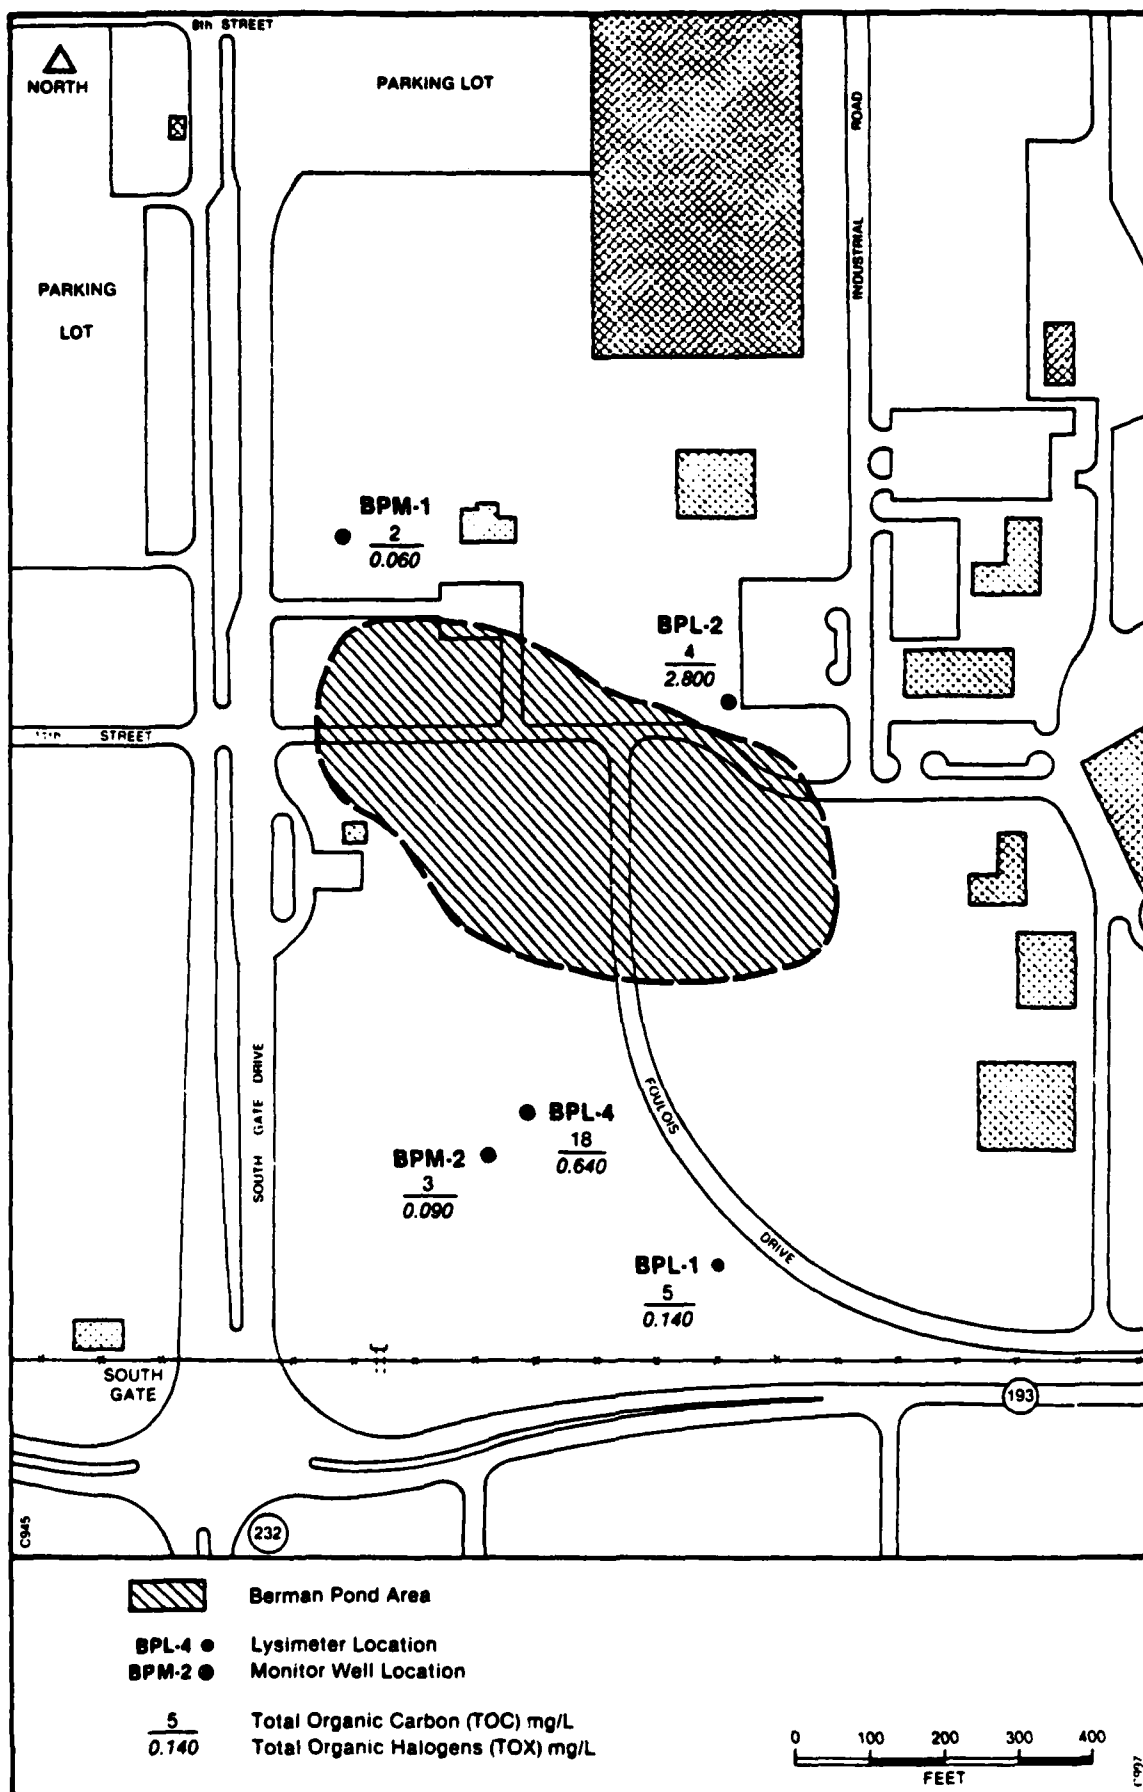 8th STREET
NORTH
PARKING LOT
INDUSTRIAL ROAD
PARKING
LOT
BPM-1
2
0.060
BPL-2
4
2.800
11th STREET
SOUTH GATE DRIVE
FOULOIS DRIVE
BPL-4
18
0.640
BPM-2
3
0.090
BPL-1
5
0.140
SOUTH
GATE
193
232
C945
Berman Pond Area
BPL-4 Lysimeter Location
BPM-2 Monitor Well Location
5 Total Organic Carbon (TOC) mg/L
0.140 Total Organic Halogens (TOX) mg/L
0 100 200 300 400
FEET